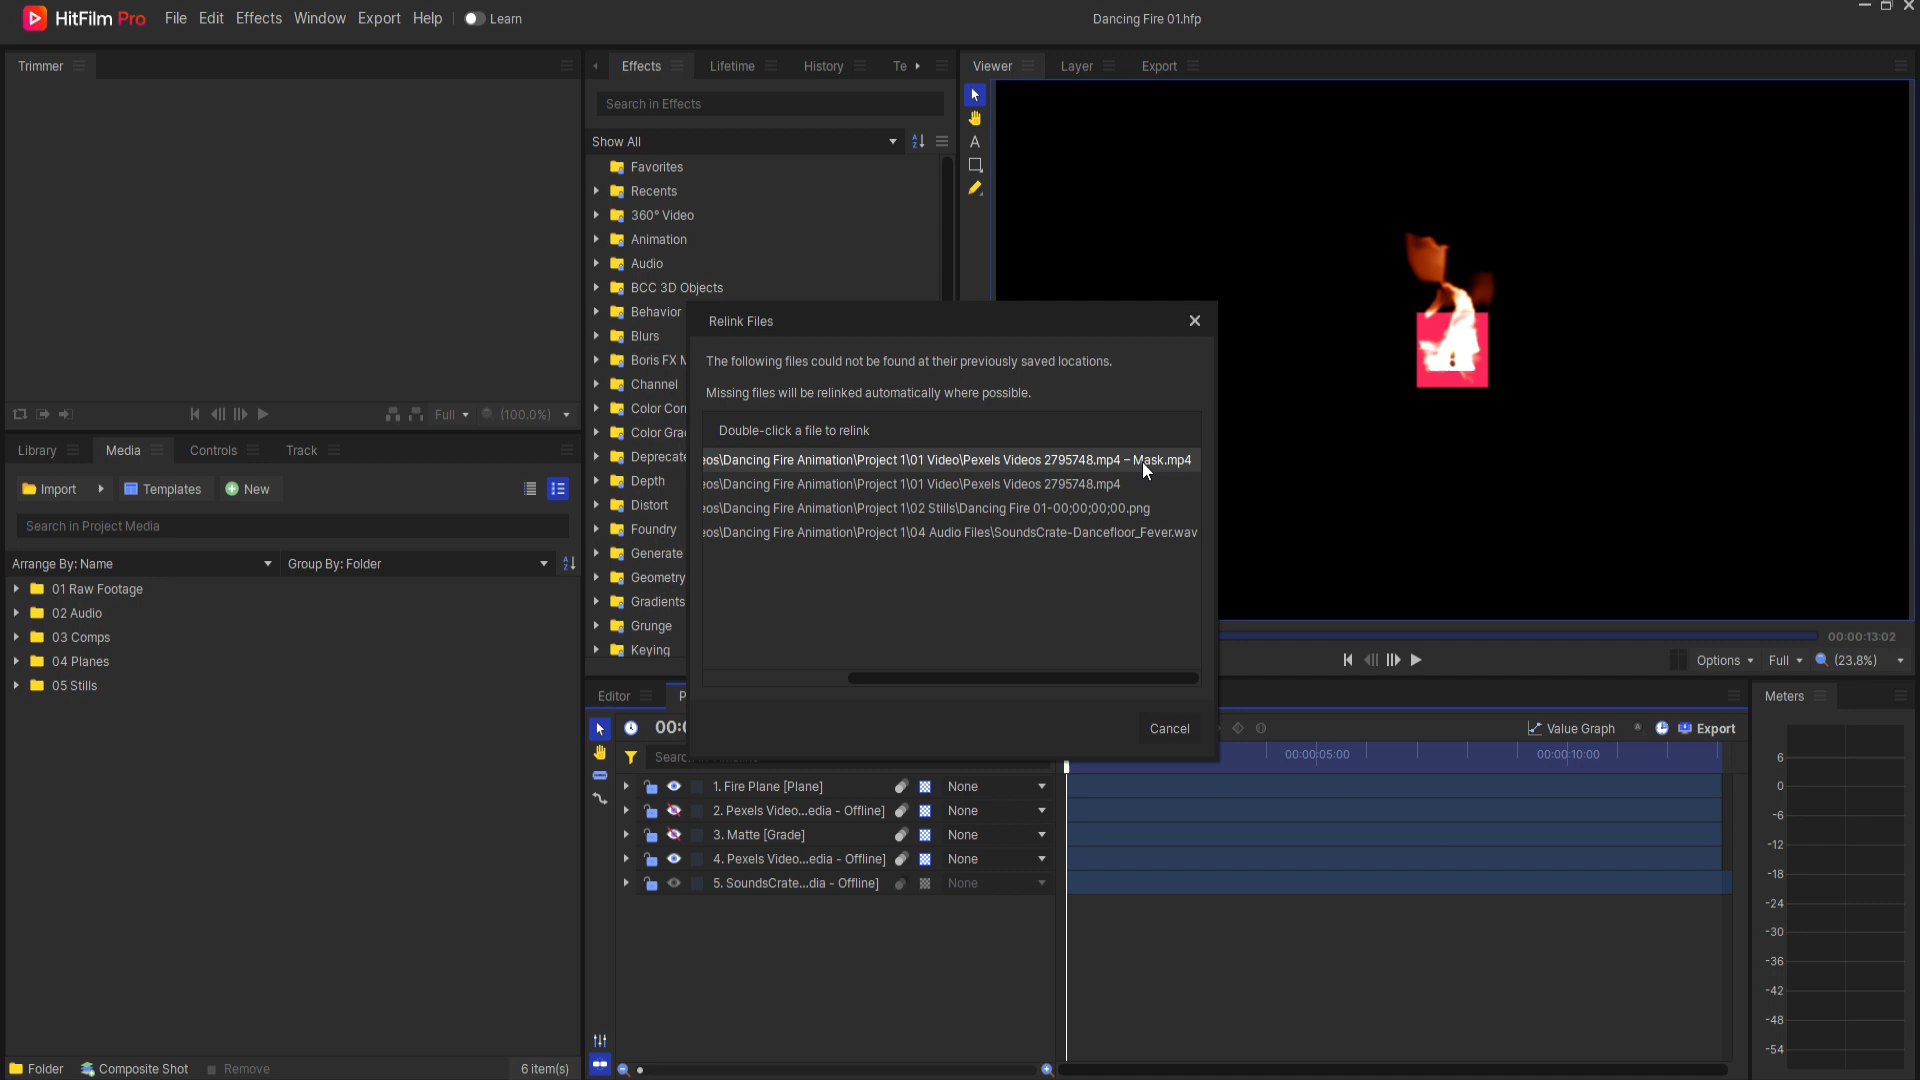 HitFilm Pro File Edit Effects Window Export Help Learn Dancing Fire 01.hfp
Trimmer
Full (100.0%)
Library Media Controls Track
Import Templates New
Search in Project Media
Arrange By: Name Group By: Folder
01 Raw Footage
02 Audio
03 Comps
04 Planes
05 Stills
Folder Composite Shot Remove 6 item(s)
Effects Lifetime History Te
Search in Effects
Show All
Favorites
Recents
360° Video
Animation
Audio
BCC 3D Objects
Behavior
Blurs
Boris FX M
Channel
Color Cor
Color Gra
Deprecate
Depth
Distort
Foundry
Generate
Geometry
Gradients
Grunge
Keying
Viewer Layer Export
A
00:00:13:02
Options Full (23.8%)
Relink Files
The following files could not be found at their previously saved locations.
Missing files will be relinked automatically where possible.
Double-click a file to relink
eos\Dancing Fire Animation\Project 1\01 Video\Pexels Videos 2795748.mp4 – Mask.mp4
eos\Dancing Fire Animation\Project 1\01 Video\Pexels Videos 2795748.mp4
eos\Dancing Fire Animation\Project 1\02 Stills\Dancing Fire 01-00;00;00;00.png
eos\Dancing Fire Animation\Project 1\04 Audio Files\SoundsCrate-Dancefloor_Fever.wav
Cancel
Editor P
00:0 Value Graph Export
Search
00:00:05:00 00:00:10:00
1. Fire Plane [Plane] None
2. Pexels Video...edia - Offline] None
3. Matte [Grade] None
4. Pexels Video...edia - Offline] None
5. SoundsCrate...dia - Offline] None
Meters
6
0
-6
-12
-18
-24
-30
-36
-42
-48
-54